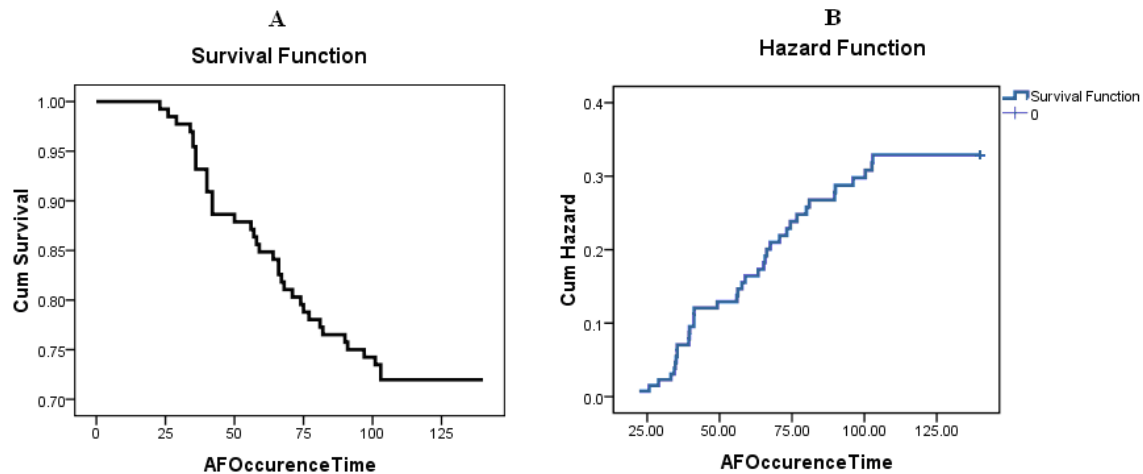 A
Survival Function
Cum Survival
1.00
0.95
0.90
0.85
0.80
0.75
0.70
0
25
50
75
100
125
AFOccurenceTime
B
Hazard Function
Cum Hazard
0.4
0.3
0.2
0.1
0.0
25.00
50.00
75.00
100.00
125.00
AFOccurenceTime
Survival Function
0